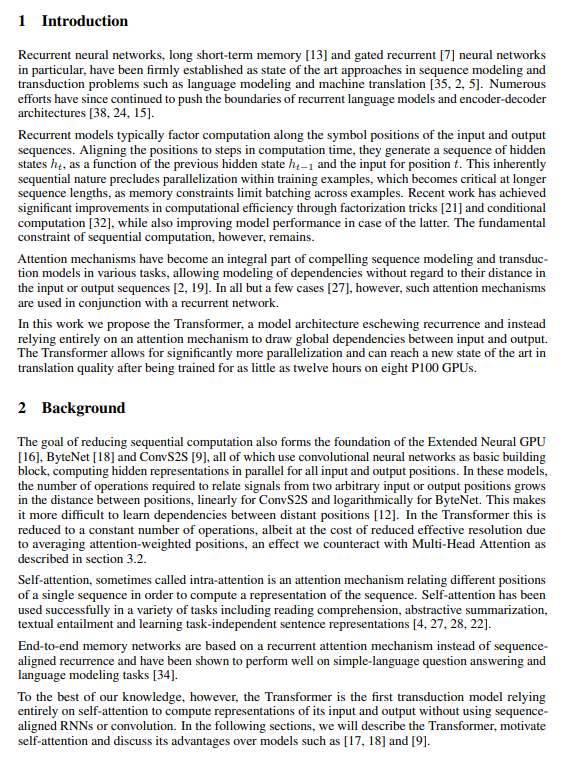 1 Introduction
Recurrent neural networks, long short-term memory [13] and gated recurrent [7] neural networks
in particular, have been firmly established as state of the art approaches in sequence modeling and
transduction problems such as language modeling and machine translation [35, 2, 5]. Numerous
efforts have since continued to push the boundaries of recurrent language models and encoder-decoder
architectures [38, 24, 15].
Recurrent models typically factor computation along the symbol positions of the input and output
sequences. Aligning the positions to steps in computation time, they generate a sequence of hidden
states hₜ, as a function of the previous hidden state hₜ₋₁ and the input for position t. This inherently
sequential nature precludes parallelization within training examples, which becomes critical at longer
sequence lengths, as memory constraints limit batching across examples. Recent work has achieved
significant improvements in computational efficiency through factorization tricks [21] and conditional
computation [32], while also improving model performance in case of the latter. The fundamental
constraint of sequential computation, however, remains.
Attention mechanisms have become an integral part of compelling sequence modeling and transduc-
tion models in various tasks, allowing modeling of dependencies without regard to their distance in
the input or output sequences [2, 19]. In all but a few cases [27], however, such attention mechanisms
are used in conjunction with a recurrent network.
In this work we propose the Transformer, a model architecture eschewing recurrence and instead
relying entirely on an attention mechanism to draw global dependencies between input and output.
The Transformer allows for significantly more parallelization and can reach a new state of the art in
translation quality after being trained for as little as twelve hours on eight P100 GPUs.
2 Background
The goal of reducing sequential computation also forms the foundation of the Extended Neural GPU
[16], ByteNet [18] and ConvS2S [9], all of which use convolutional neural networks as basic building
block, computing hidden representations in parallel for all input and output positions. In these models,
the number of operations required to relate signals from two arbitrary input or output positions grows
in the distance between positions, linearly for ConvS2S and logarithmically for ByteNet. This makes
it more difficult to learn dependencies between distant positions [12]. In the Transformer this is
reduced to a constant number of operations, albeit at the cost of reduced effective resolution due
to averaging attention-weighted positions, an effect we counteract with Multi-Head Attention as
described in section 3.2.
Self-attention, sometimes called intra-attention is an attention mechanism relating different positions
of a single sequence in order to compute a representation of the sequence. Self-attention has been
used successfully in a variety of tasks including reading comprehension, abstractive summarization,
textual entailment and learning task-independent sentence representations [4, 27, 28, 22].
End-to-end memory networks are based on a recurrent attention mechanism instead of sequence-
aligned recurrence and have been shown to perform well on simple-language question answering and
language modeling tasks [34].
To the best of our knowledge, however, the Transformer is the first transduction model relying
entirely on self-attention to compute representations of its input and output without using sequence-
aligned RNNs or convolution. In the following sections, we will describe the Transformer, motivate
self-attention and discuss its advantages over models such as [17, 18] and [9].